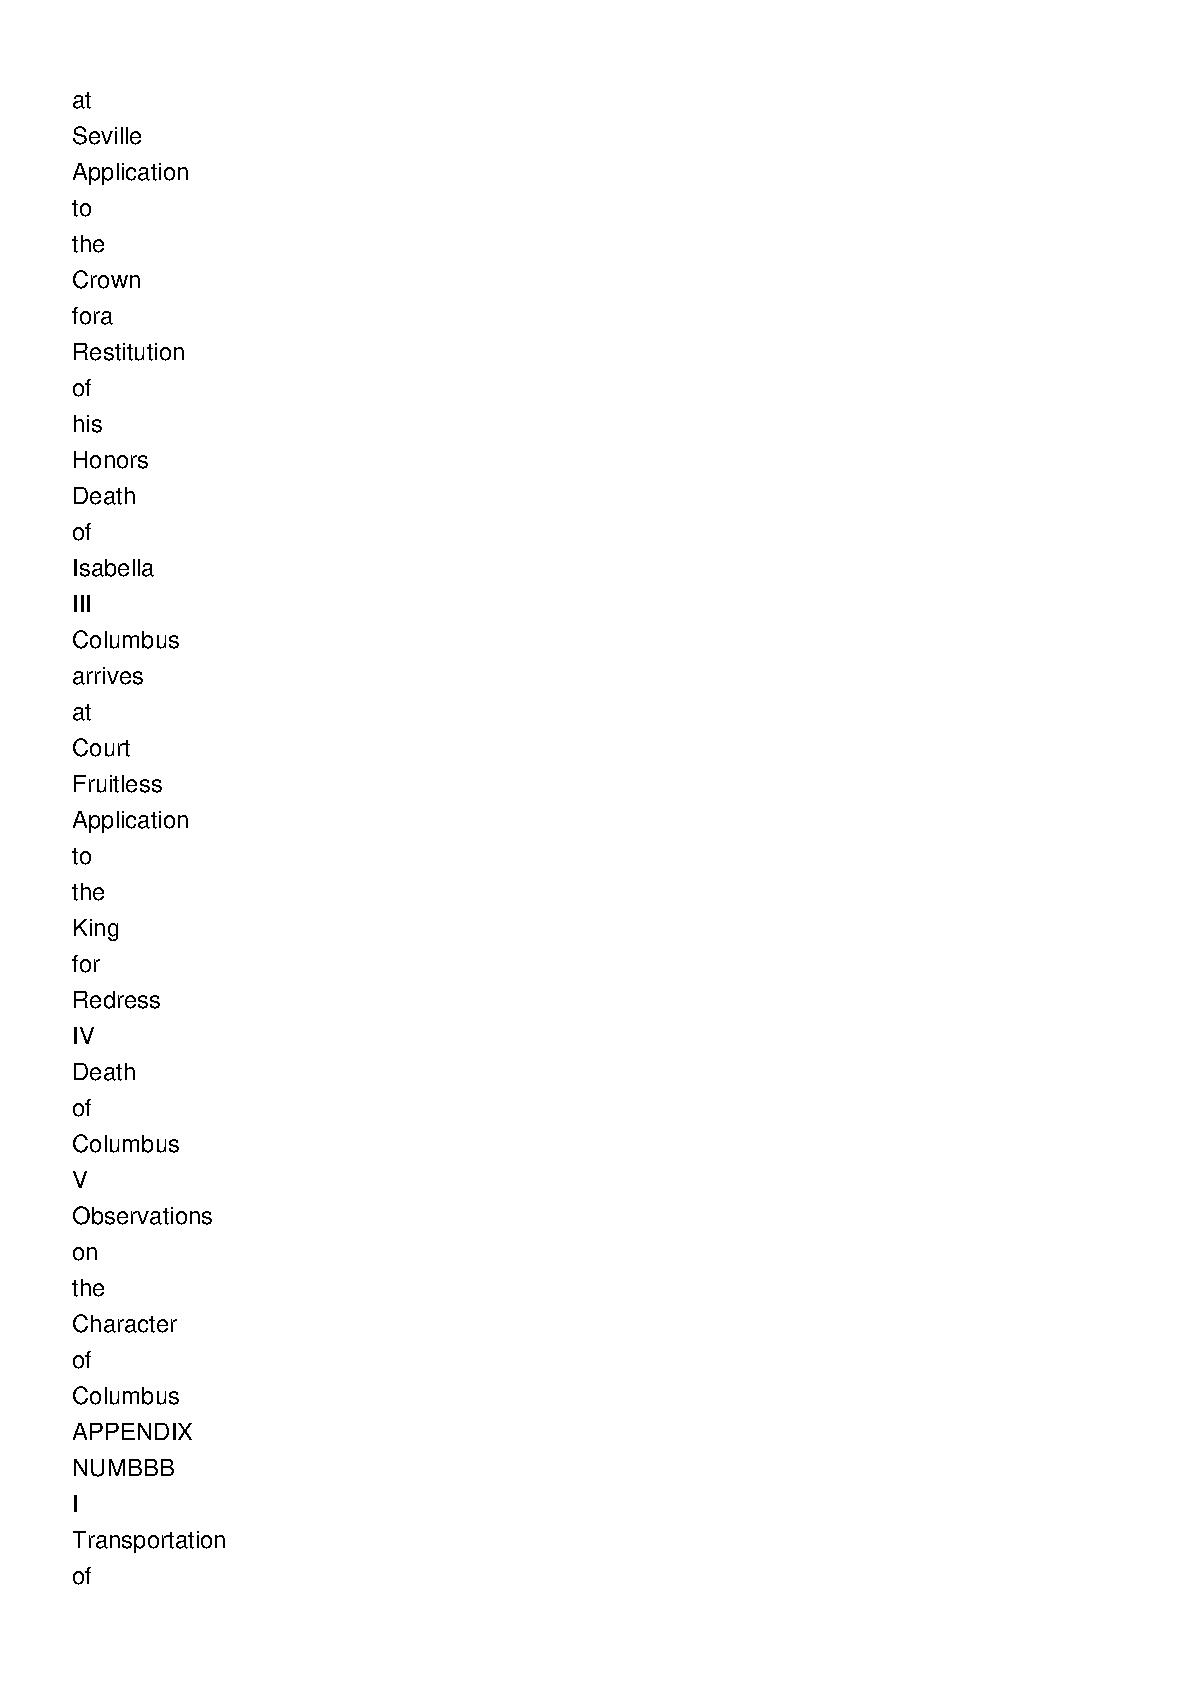 at
Seville
Application
to
the
Crown
fora
Restitution
of
his
Honors
Death
of
Isabella
III
Columbus
arrives
at
Court
Fruitless
Application
to
the
King
for
Redress
IV
Death
of
Columbus
V
Observations
on
the
Character
of
Columbus
APPENDIX
NUMBBB
I
Transportation
of